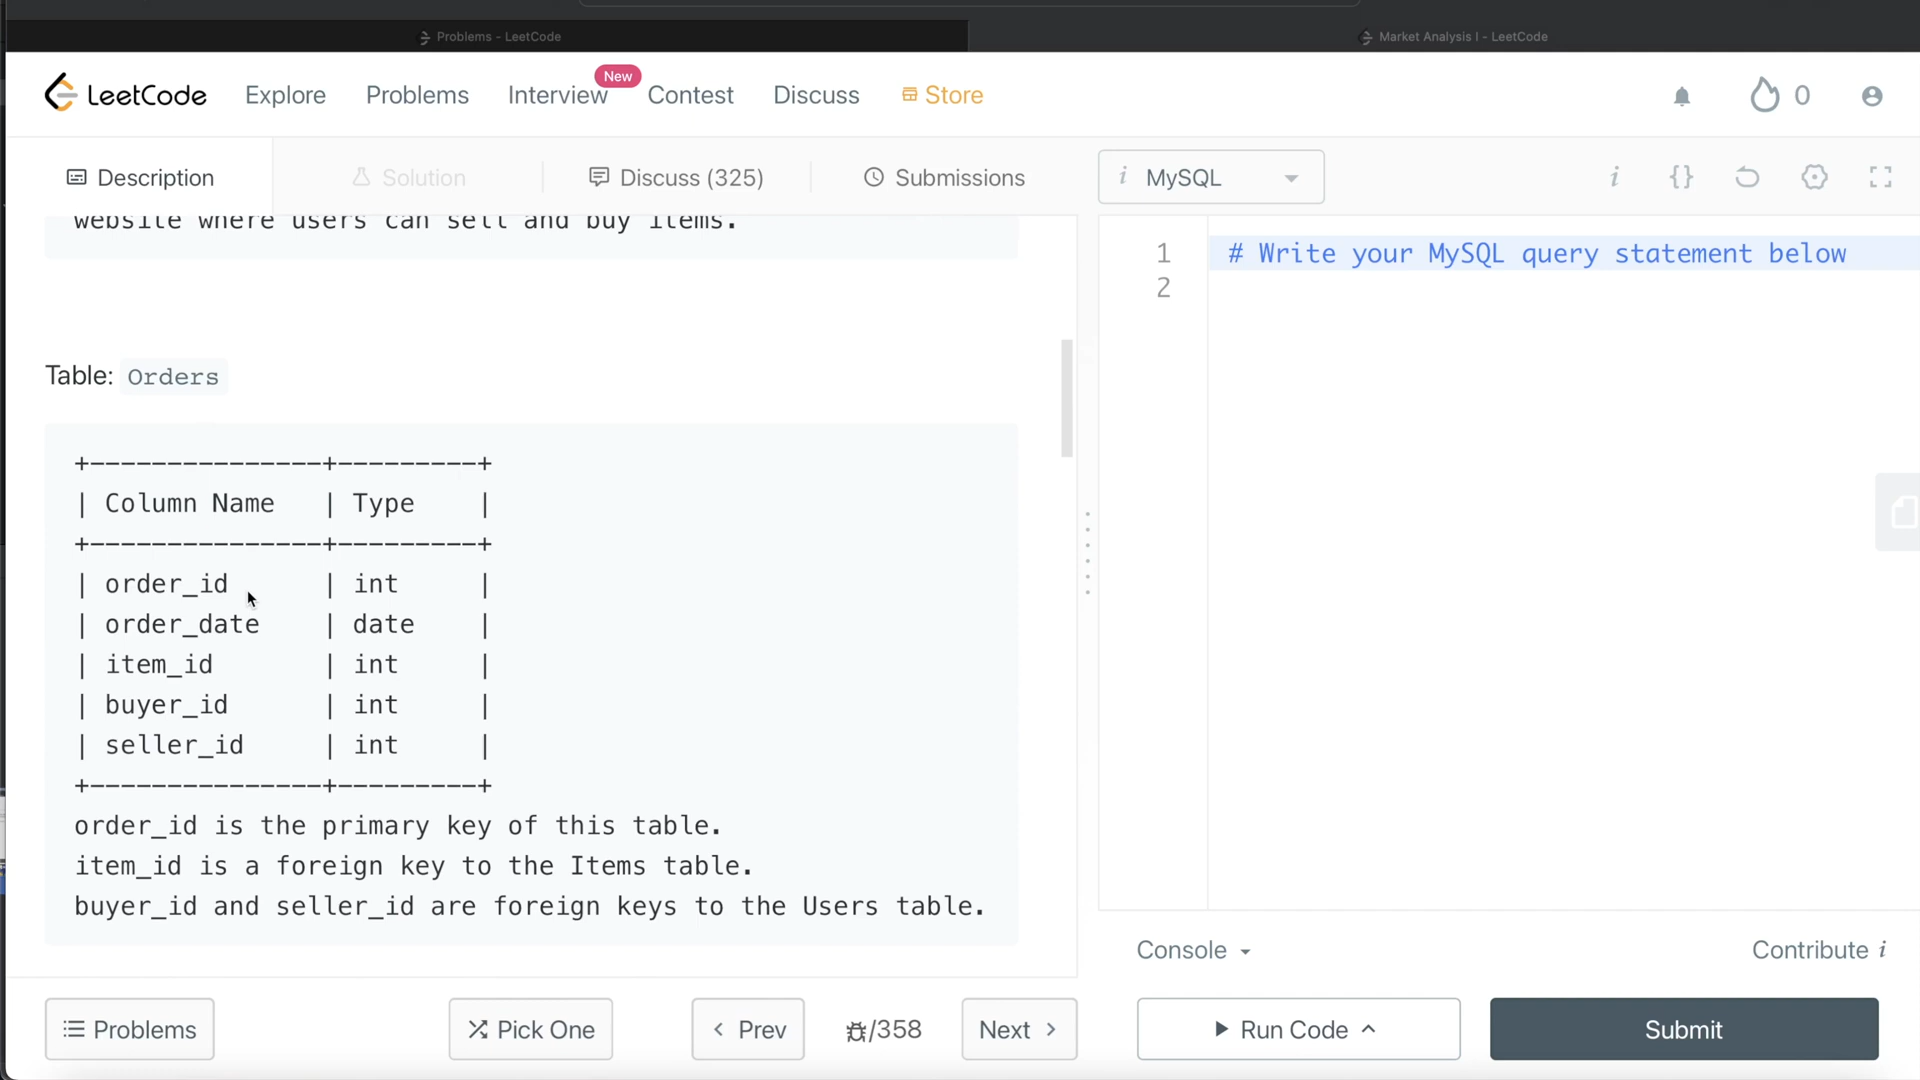 Problems - LeetCode
Market Analysis I - LeetCode
LeetCode
Explore
Problems
Interview
New
Contest
Discuss
Store
0
Description
Solution
Discuss (325)
Submissions
i MySQL
i {}
website where users can sell and buy items.
Table: Orders
+---------------+---------+
| Column Name   | Type    |
+---------------+---------+
| order_id      | int     |
| order_date    | date    |
| item_id       | int     |
| buyer_id      | int     |
| seller_id     | int     |
+---------------+---------+
order_id is the primary key of this table.
item_id is a foreign key to the Items table.
buyer_id and seller_id are foreign keys to the Users table.
1 # Write your MySQL query statement below
2
Console
Contribute i
Problems
Pick One
Prev
/358
Next
Run Code
Submit